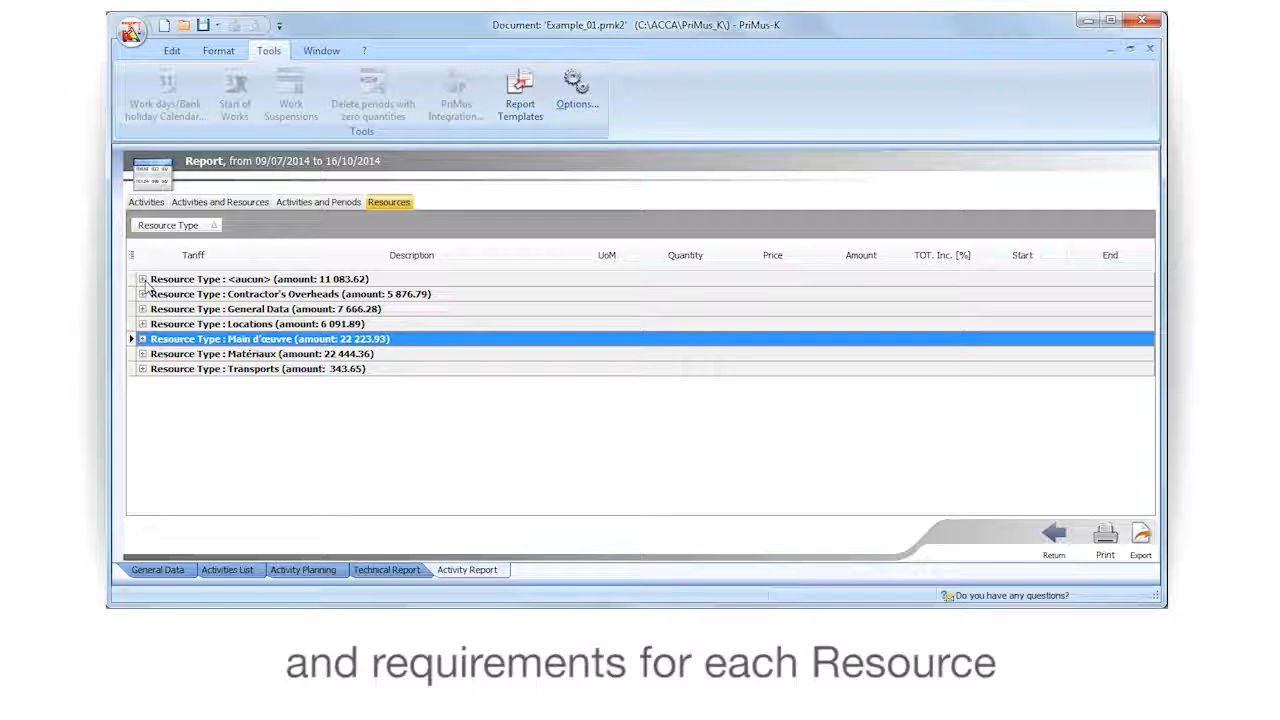 Document: 'Example_01.pmk2' (C:\ACCA\PriMus_K\) - PriMus-K
Edit Format Tools Window ?
Work days/Bank holiday Calendar...
Start of Works
Work Suspensions
Delete periods with zero quantities
PriMus Integration...
Report Templates
Options...
Tools
Report, from 09/07/2014 to 16/10/2014
Activities Activities and Resources Activities and Periods Resources
Resource Type
Tariff Description UoM Quantity Price Amount TOT. Inc. [%] Start End
Resource Type : <aucun> (amount: 11 083.62)
Resource Type : Contractor's Overheads (amount: 5 876.79)
Resource Type : General Data (amount: 7 666.28)
Resource Type : Locations (amount: 6 091.89)
Resource Type : Main d'œuvre (amount: 22 223.93)
Resource Type : Matériaux (amount: 22 444.36)
Resource Type : Transports (amount: 343.65)
Return Print Export
General Data Activities List Activity Planning Technical Report Activity Report
Do you have any questions?
and requirements for each Resource